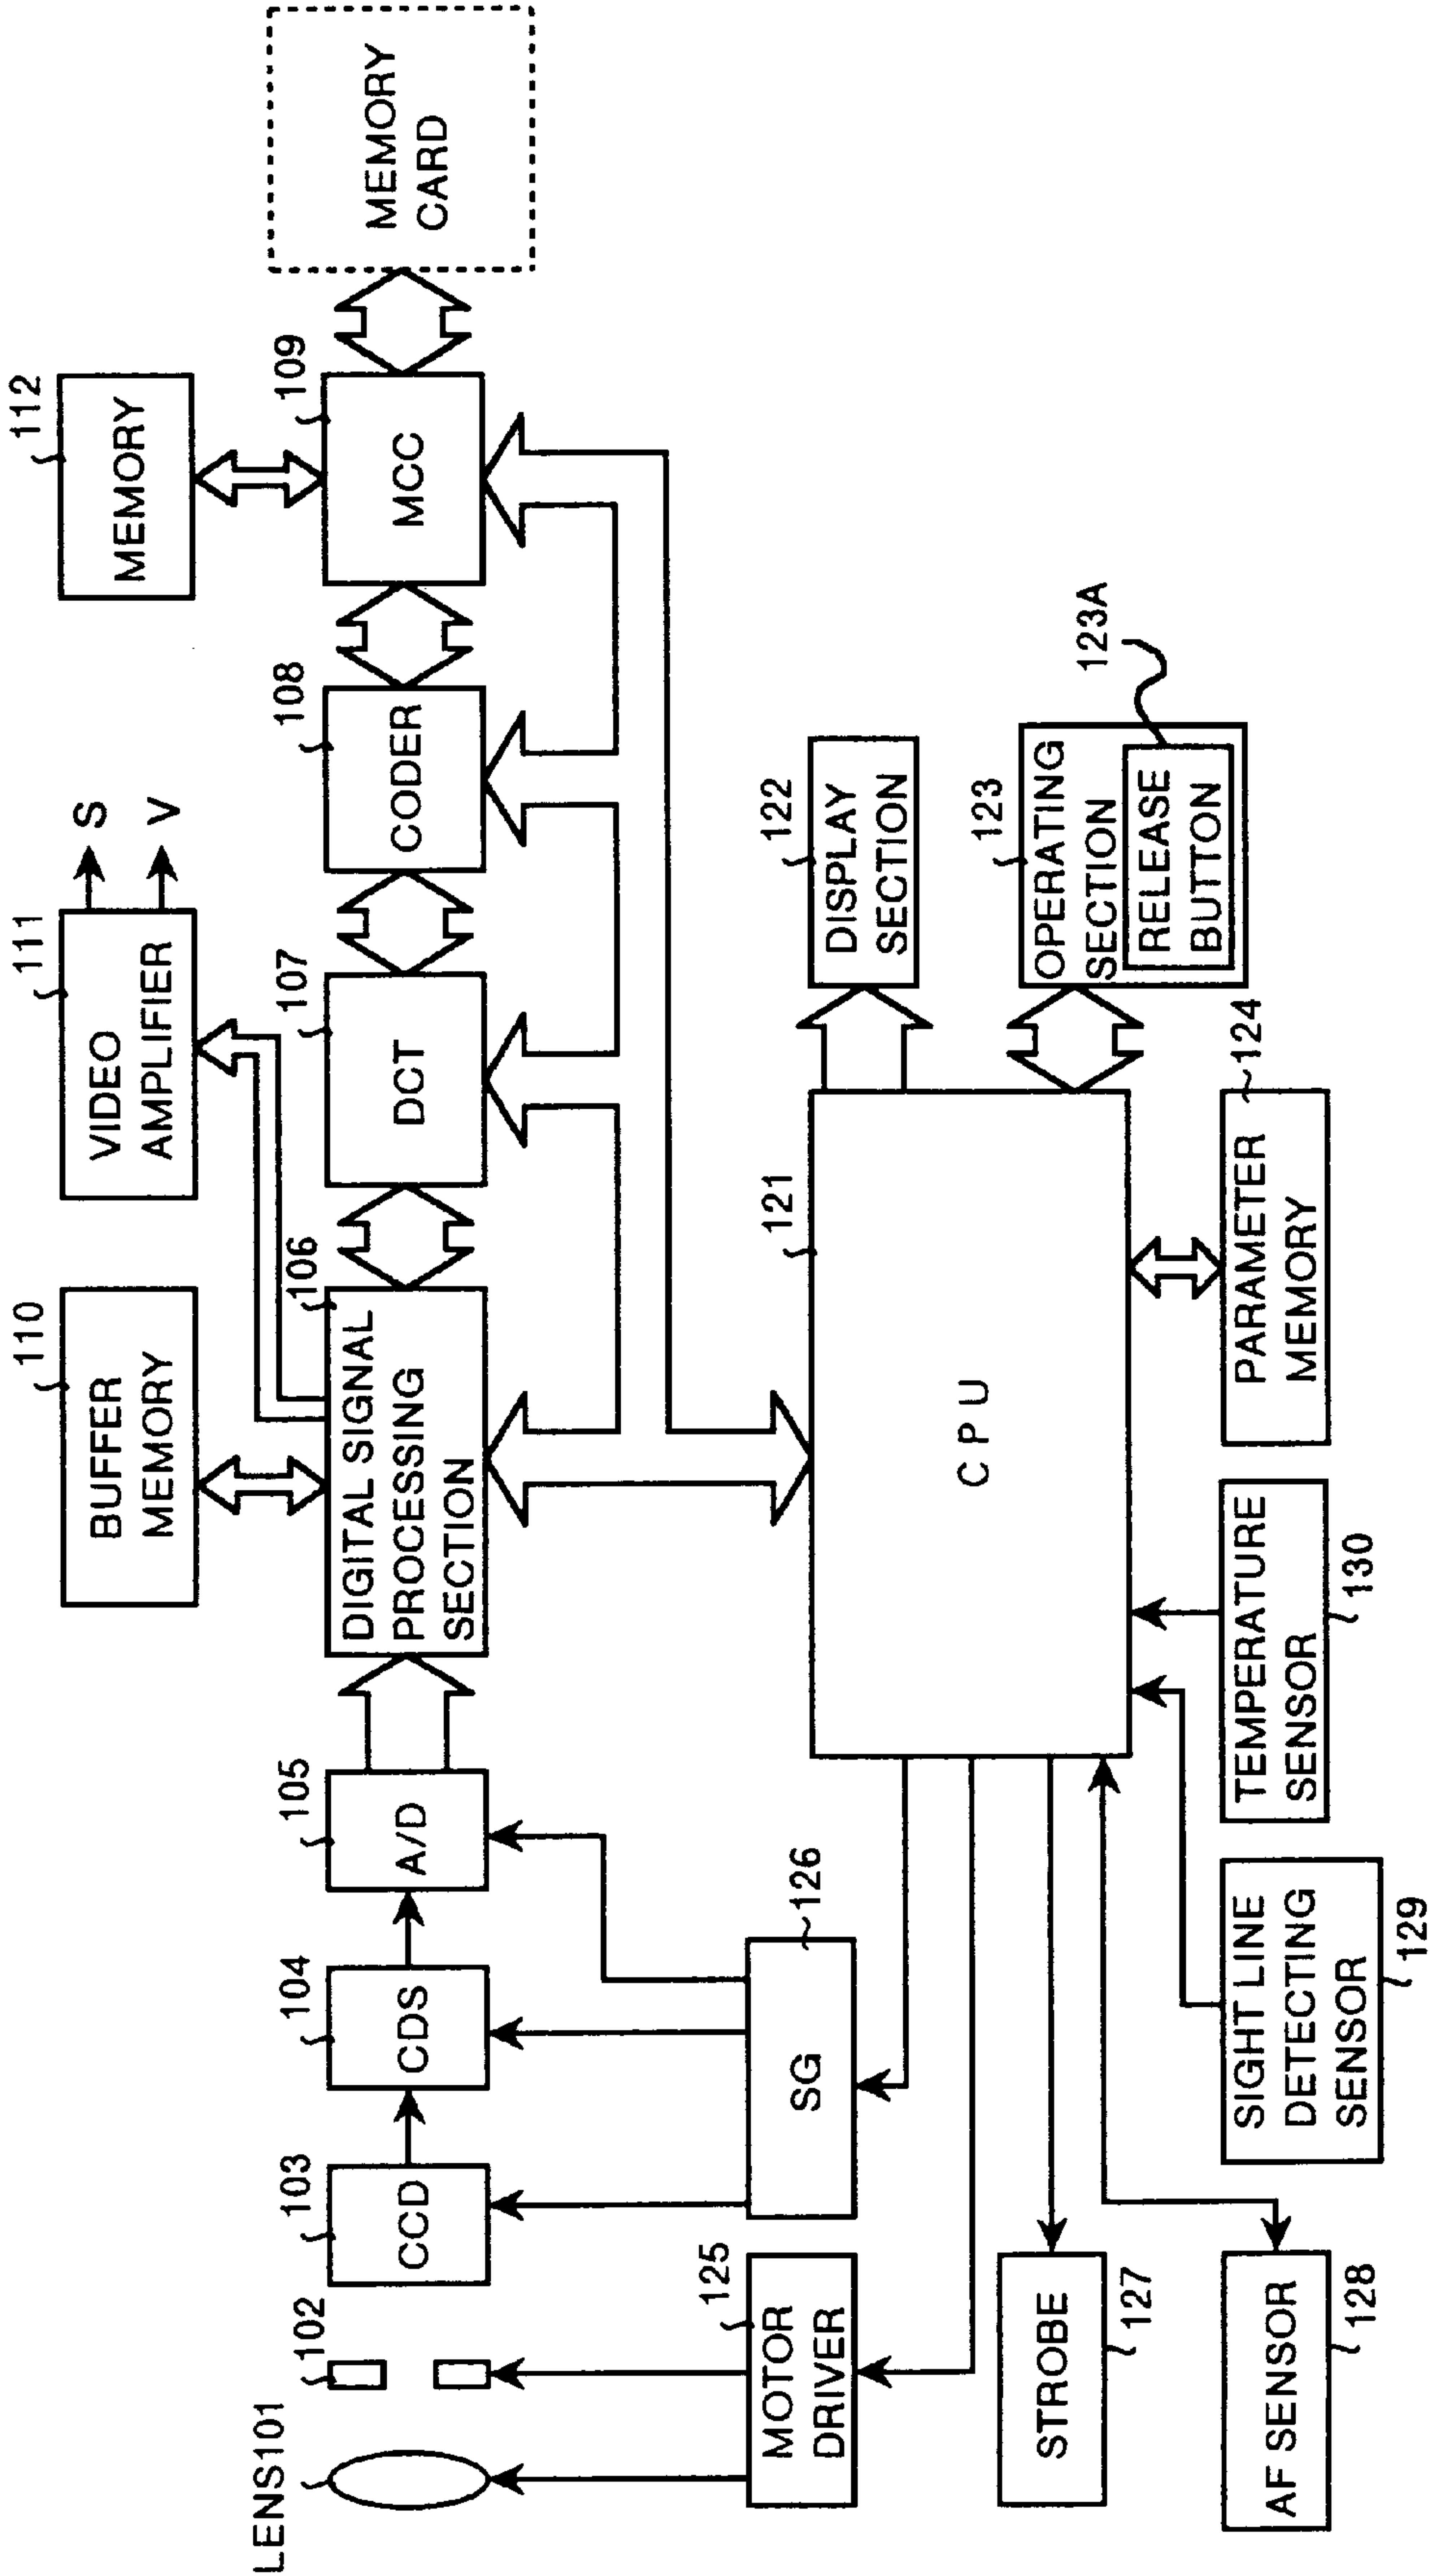 LENS101
102
103
CCD
104
CDS
105
A/D
106
DIGITAL SIGNAL
PROCESSING
SECTION
107
DCT
108
CODER
109
MCC
MEMORY
CARD
110
BUFFER
MEMORY
111
VIDEO
AMPLIFIER
S
V
112
MEMORY
125
MOTOR
DRIVER
126
SG
121
CPU
122
DISPLAY
SECTION
123
OPERATING
SECTION
123A
RELEASE
BUTTON
STROBE
127
AF SENSOR
128
SIGHT LINE
DETECTING
SENSOR
129
TEMPERATURE
SENSOR
130
124
PARAMETER
MEMORY